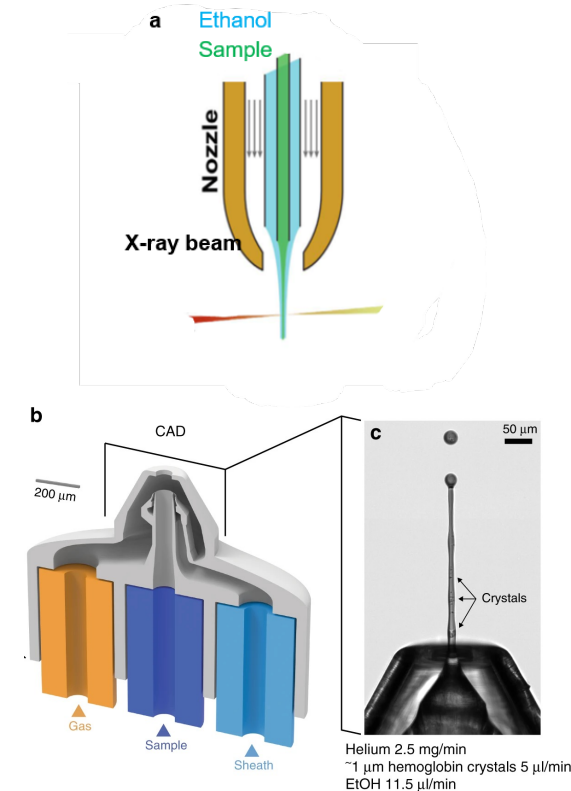 a
Ethanol
Sample
Nozzle
X-ray beam
b
CAD
200 μm
Gas
Sample
Sheath
c
50 μm
Crystals
Helium 2.5 mg/min
~1 μm hemoglobin crystals 5 μl/min
EtOH 11.5 μl/min